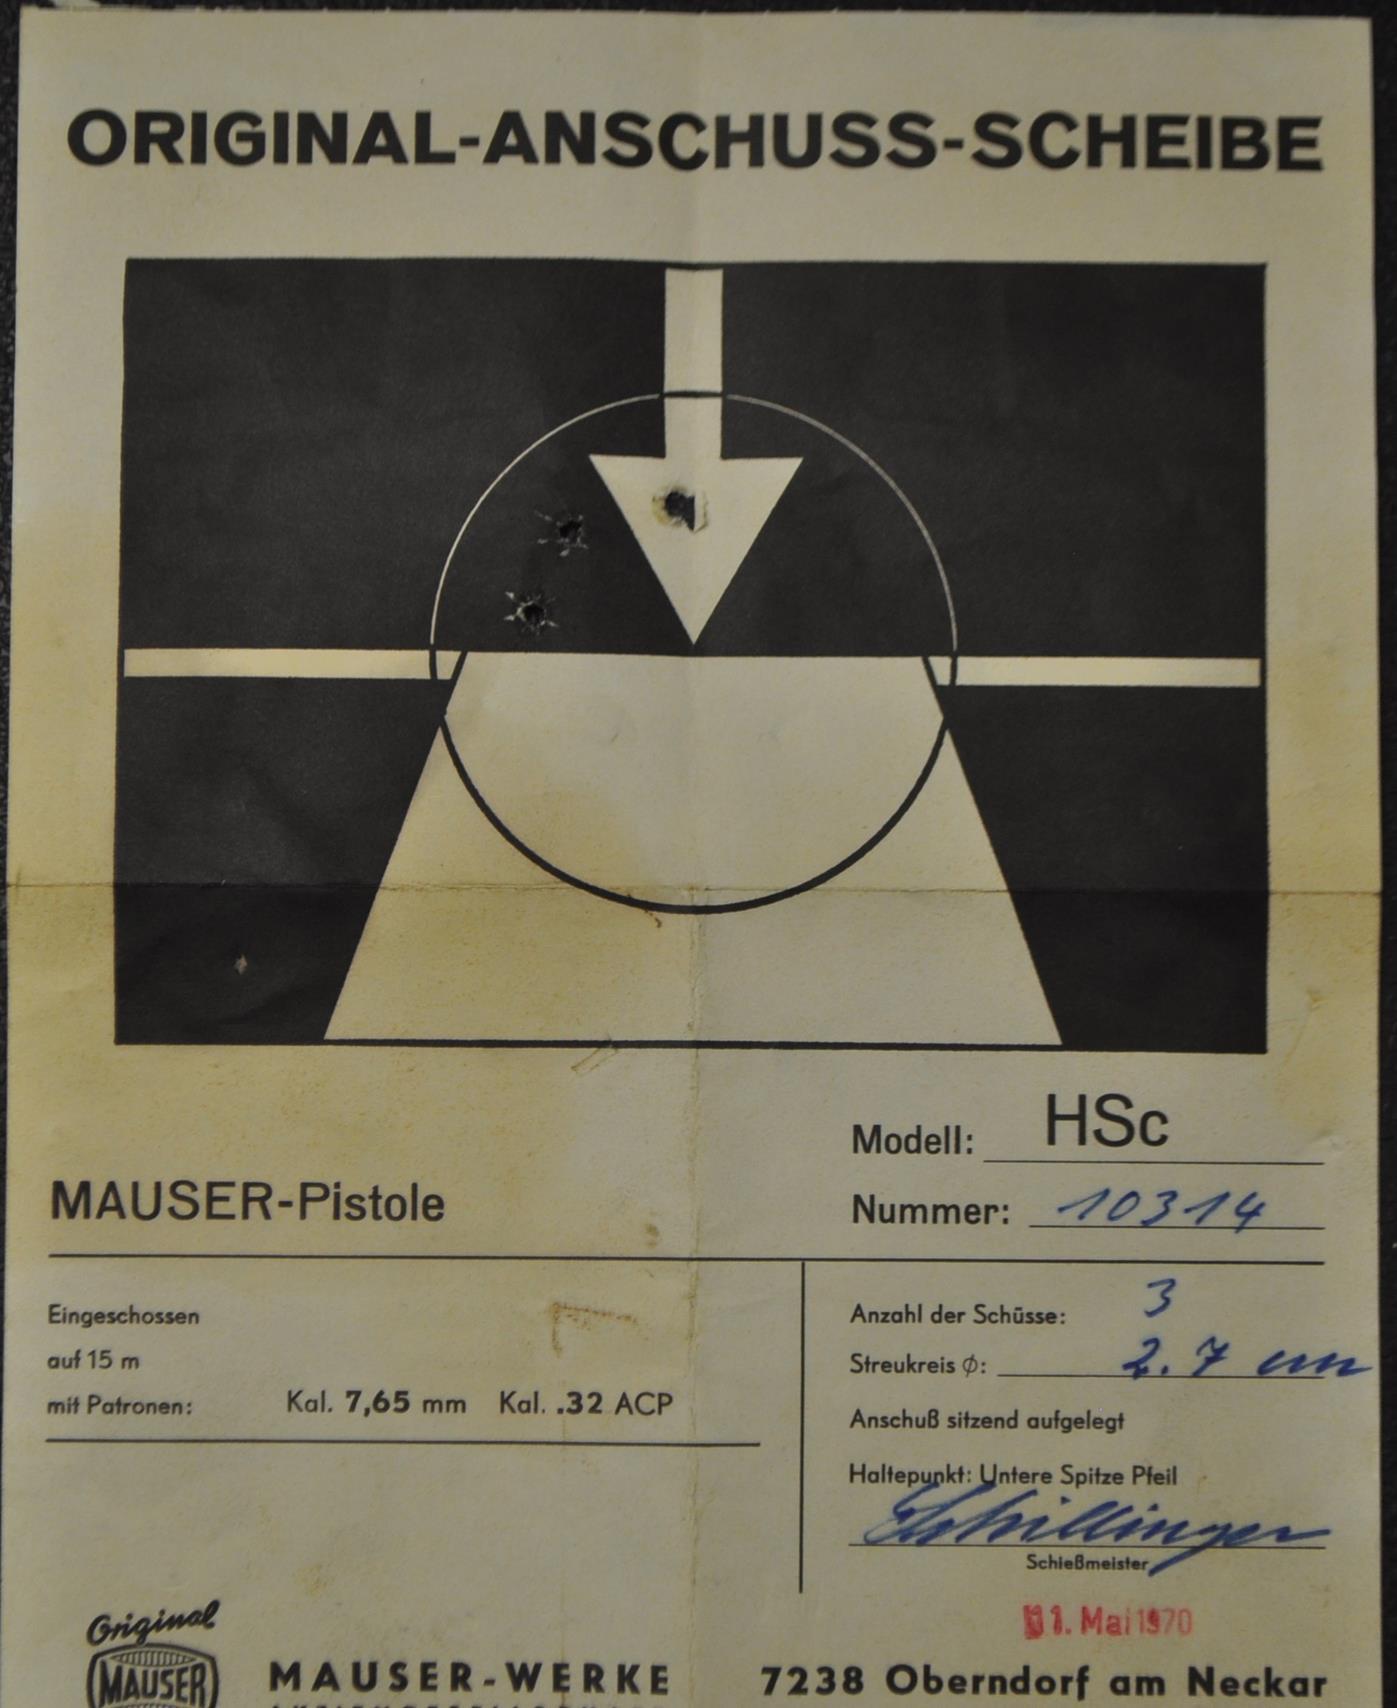 ORIGINAL-ANSCHUSS-SCHEIBE
Modell: HSc
MAUSER-Pistole
Nummer: 10314
Eingeschossen
auf 15 m
mit Patronen: Kal. 7,65 mm Kal. .32 ACP
Anzahl der Schüsse: 3
Streukreis ϕ: 2.7 cm
Anschuß sitzend aufgelegt
Haltepunkt: Untere Spitze Pfeil
Schillinger
Schießmeister
1. Mai 1970
Original
MAUSER
MAUSER-WERKE 7238 Oberndorf am Neckar